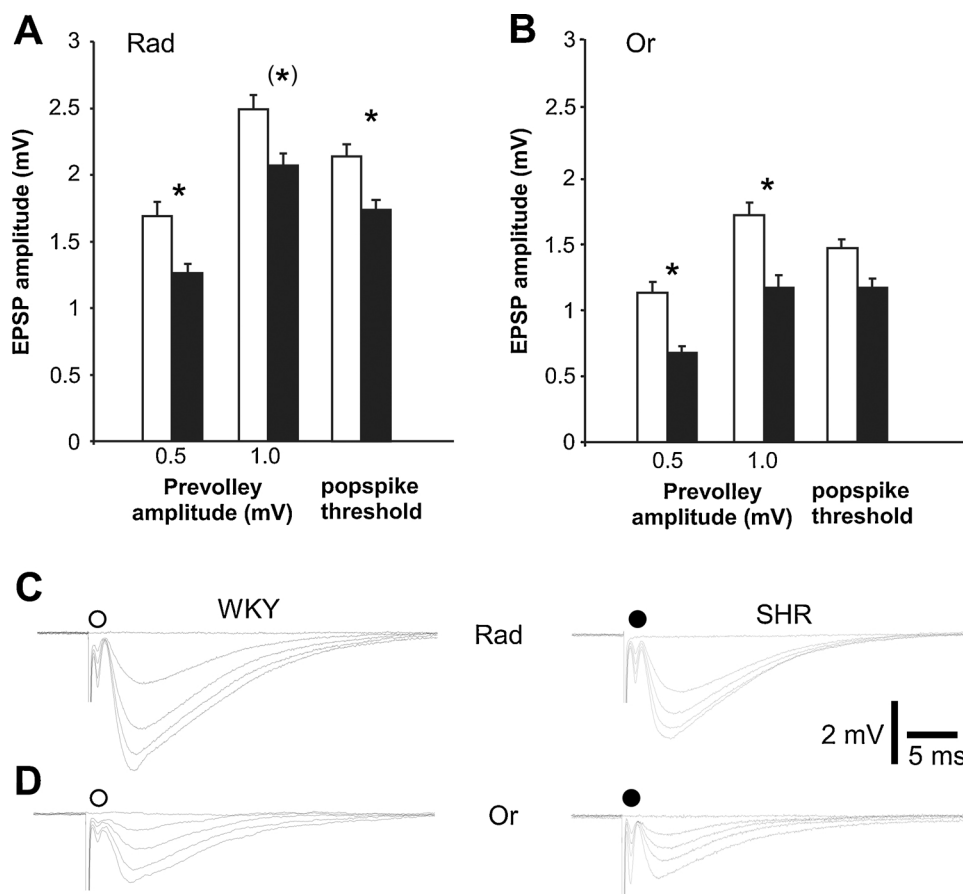 A
Rad
3
2.5
2
1.5
1
0.5
0
EPSP amplitude (mV)
*
(*)
*
0.5
1.0
Prevolley
amplitude (mV)
popspike
threshold
B
Or
3
2.5
2
1.5
1
0.5
0
EPSP amplitude (mV)
*
*
0.5
1.0
Prevolley
amplitude (mV)
popspike
threshold
C
WKY
Rad
SHR
2 mV
5 ms
D
Or